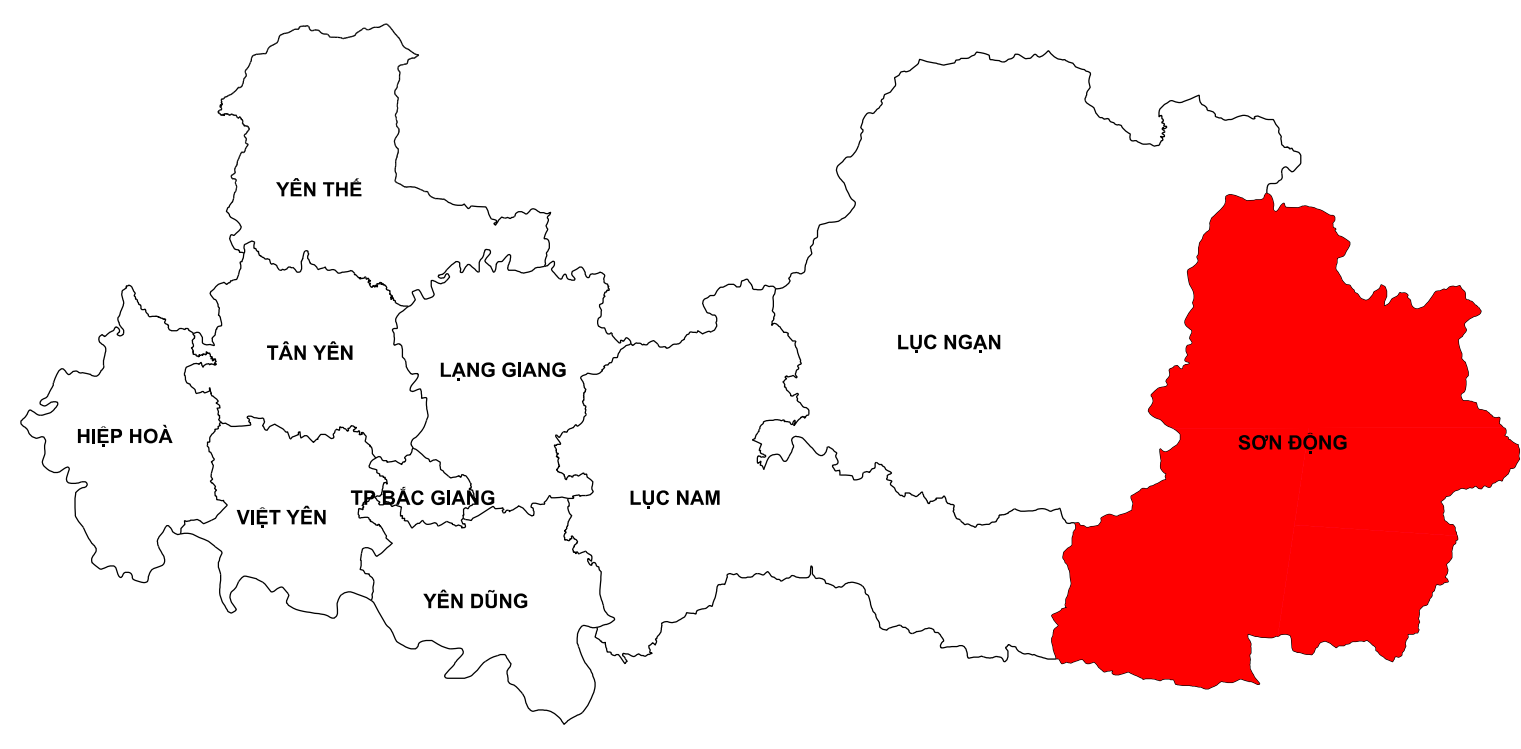 YÊN THẾ
TÂN YÊN
LẠNG GIANG
LỤC NGẠN
HIỆP HOÀ
SƠN ĐỘNG
VIỆT YÊN
TP BẮC GIANG
LỤC NAM
YÊN DŨNG